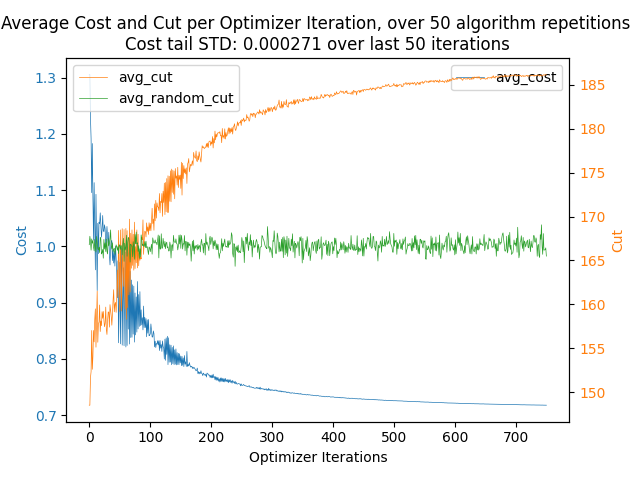 Average Cost and Cut per Optimizer Iteration, over 50 algorithm repetitions
Cost tail STD: 0.000271 over last 50 iterations
avg_cut
avg_random_cut
avg_cost
1.3
1.2
1.1
1.0
0.9
0.8
0.7
Cost
185
180
175
170
165
160
155
150
Cut
0 100 200 300 400 500 600 700
Optimizer Iterations